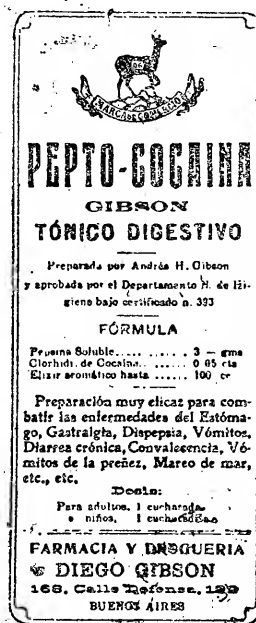 MARCA DE COMERCIO
PEPTO-COCAINA
GIBSON
TÓNICO DIGESTIVO
Preparada por Andrés H. Gibson
y aprobada por el Departamento N. de Hi-
giene bajo certificado n. 393
FÓRMULA
Pepsina Soluble..... ...... 3 — gms
Clorhid. de Cocaina.. ...... 0 05 cts
Elixir aromático hasta ...... 100 cc
Preparación muy eficaz para com-
batir las enfermedades del Estóma-
go, Gastralgia, Dispepsia, Vómitos,
Diarrea crónica, Convalecencia, Vó-
mitos de la preñez, Mareo de mar,
etc., etc.
Dosis:
Para adultos, 1 cucharada.
« niños, 1 cucharadita
FARMACIA Y DROGUERIA
DE DIEGO GIBSON
168, Calle Defensa,
BUENOS AIRES